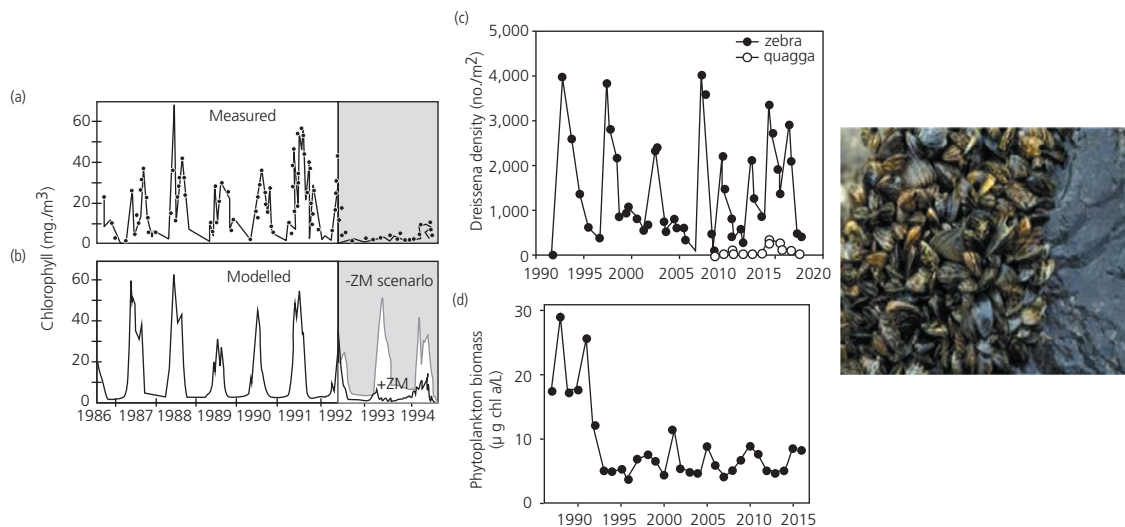 (a)
Measured
60
40
20
0
(b)
Modelled
-ZM scenarlo
+ZM
60
40
20
0
Chlorophyll (mg./m³)
1986 1987 1988 1989 1990 1991 1992 1993 1994
(c)
5,000
4,000
3,000
2,000
1,000
0
Dreissena density (no./m²)
zebra
quagga
1990 1995 2000 2005 2010 2015 2020
(d)
30
20
10
0
Phytoplankton biomass
(μ g chl a/L)
1990 1995 2000 2005 2010 2015